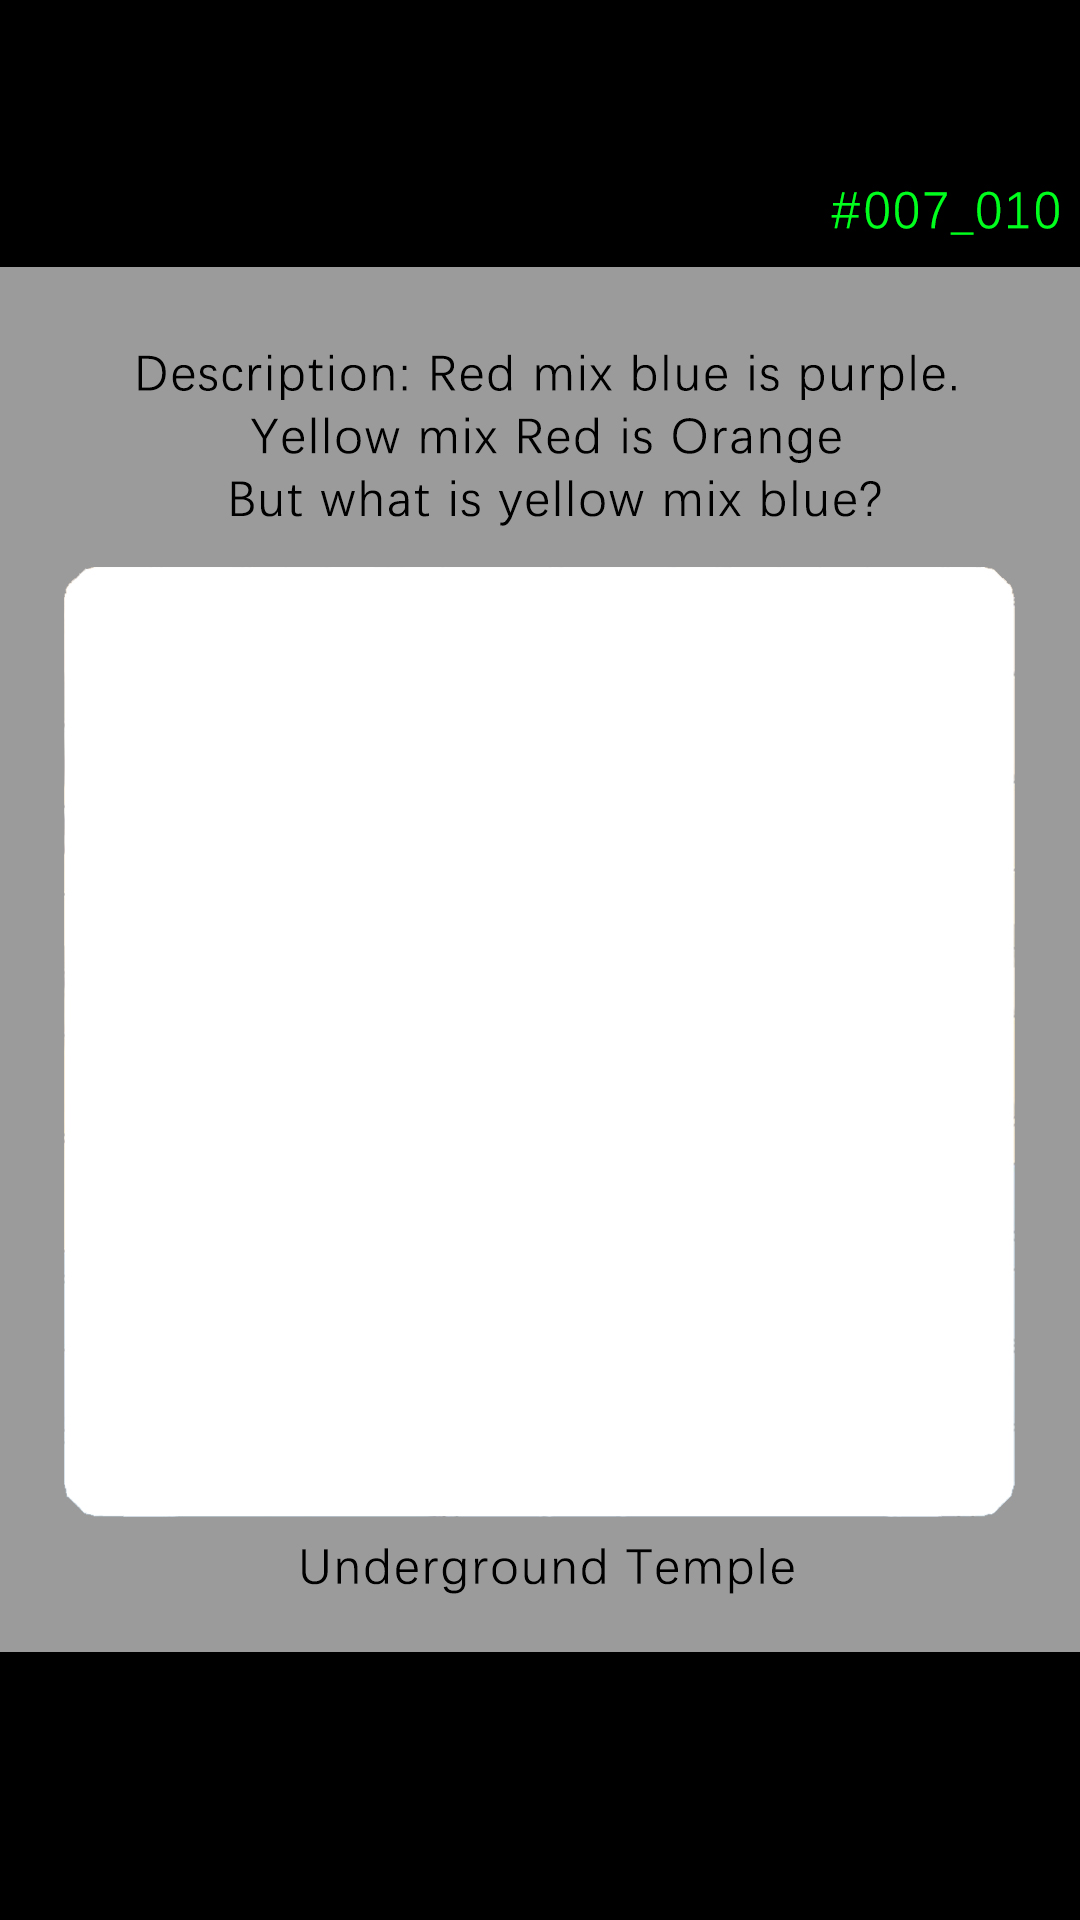 #007_010
Description: Red mix blue is purple.
Yellow mix Red is Orange
But what is yellow mix blue?
Underground Temple